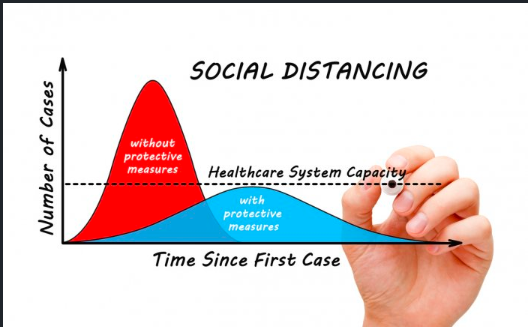 SOCIAL DISTANCING
Number of Cases
without
protective
measures
Healthcare System Capacity
with
protective
measures
Time Since First Case